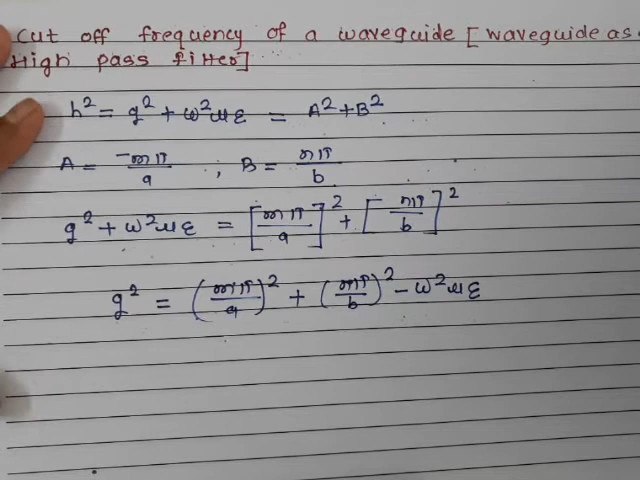 Cut off frequency of a waveguide [waveguide as
High pass filter]
h² = g² + ω²με = A² + B²
A = mπ/a ; B = nπ/b
g² + ω²με = [mπ/a]² + [nπ/b]²
g² = (mπ/a)² + (nπ/b)² - ω²με